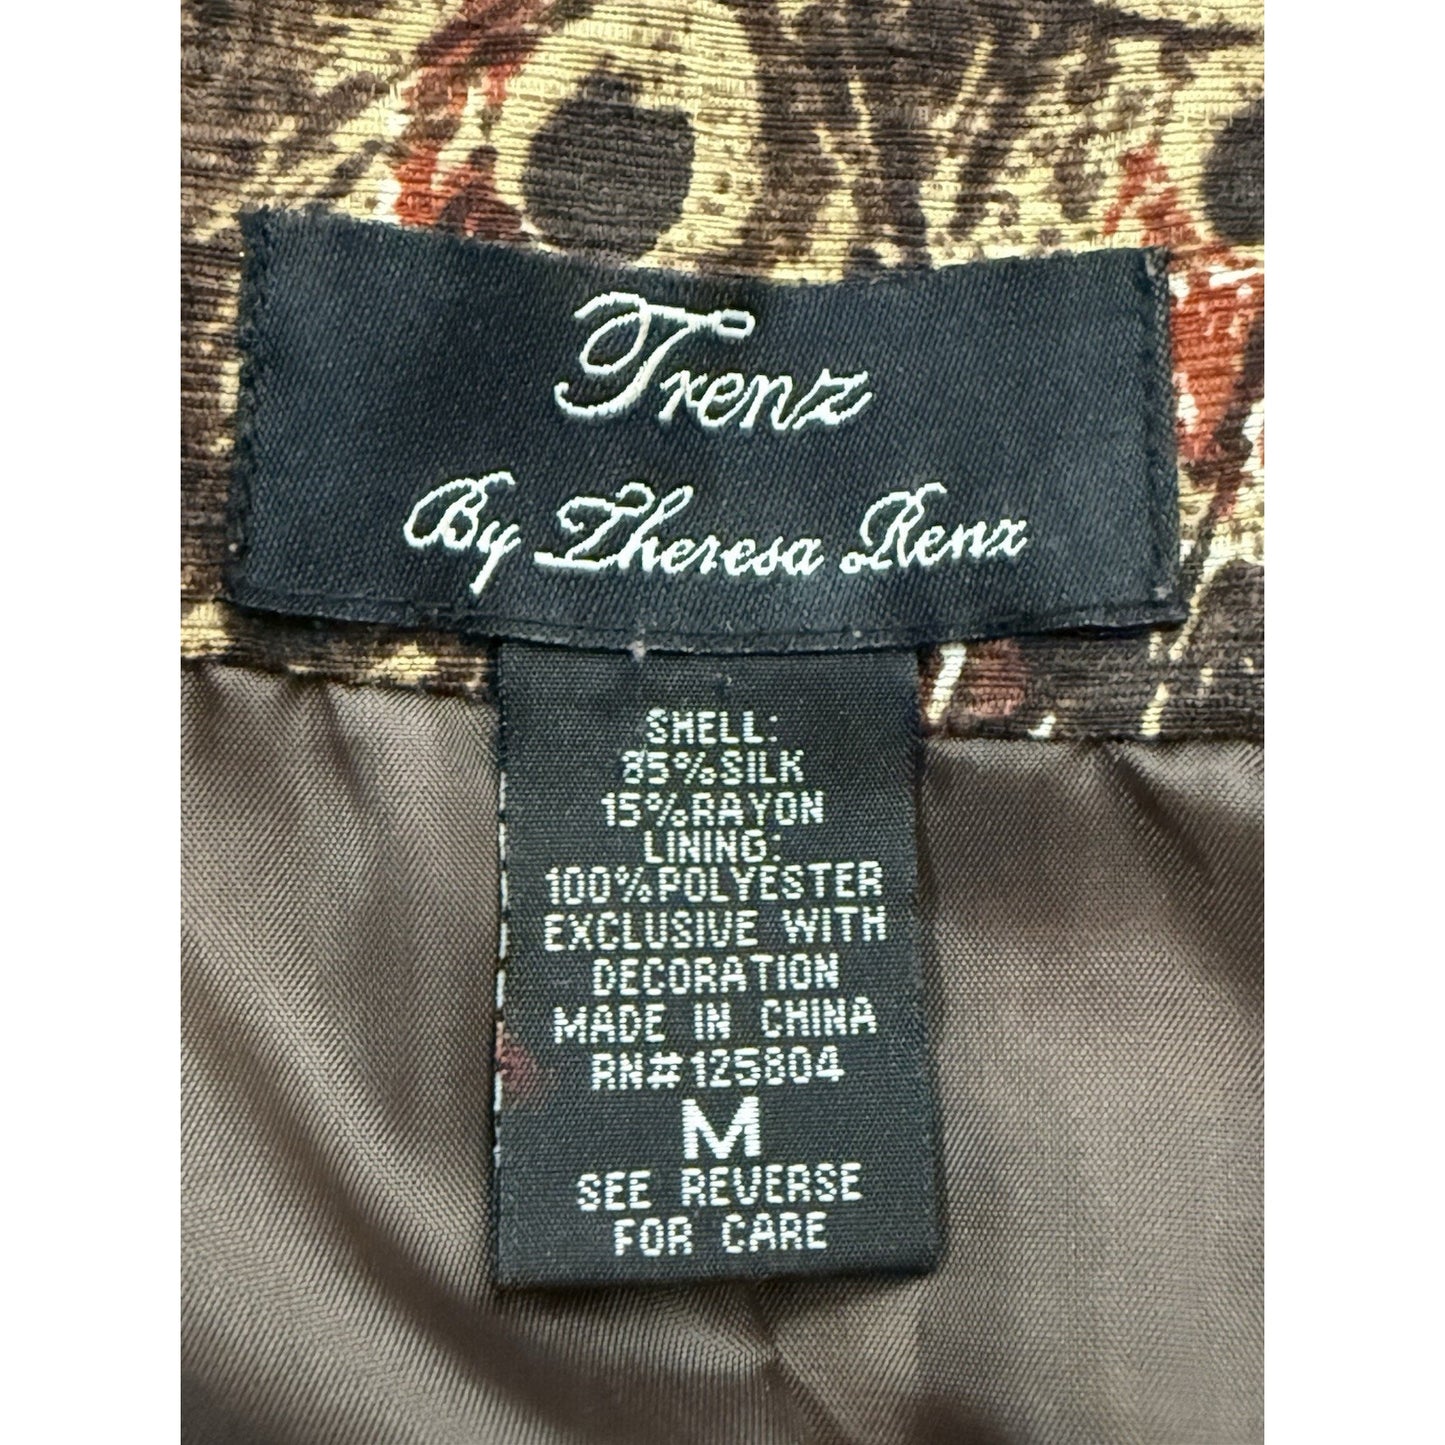 Trenz
By Theresa Renz
SHELL:
85%SILK
15%RAYON
LINING:
100%POLYESTER
EXCLUSIVE WITH
DECORATION
MADE IN CHINA
RN#125804
M
SEE REVERSE
FOR CARE